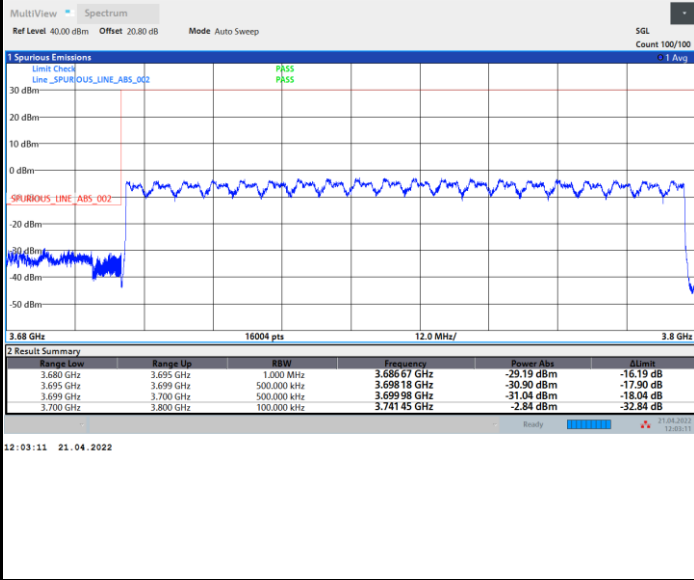 MultiView Spectrum
Ref Level 40.00 dBm Offset 20.80 dB Mode Auto Sweep SGL
Count 100/100
1 Spurious Emissions 1 Avg
Limit Check PASS
Line _SPURIOUS_LINE_ABS_002 PASS
30 dBm
20 dBm
10 dBm
0 dBm
_SPURIOUS_LINE_ABS_002
-20 dBm
-30 dBm
-40 dBm
-50 dBm
3.68 GHz 16004 pts 12.0 MHz/ 3.8 GHz
2 Result Summary
Range Low Range Up RBW Frequency Power Abs ΔLimit
3.680 GHz 3.695 GHz 1.000 MHz 3.686 67 GHz -29.19 dBm -16.19 dB
3.695 GHz 3.699 GHz 500.000 kHz 3.698 18 GHz -30.90 dBm -17.90 dB
3.699 GHz 3.700 GHz 500.000 kHz 3.699 98 GHz -31.04 dBm -18.04 dB
3.700 GHz 3.800 GHz 100.000 kHz 3.741 45 GHz -2.84 dBm -32.84 dB
Ready 21.04.2022
12:03:11
12:03:11 21.04.2022